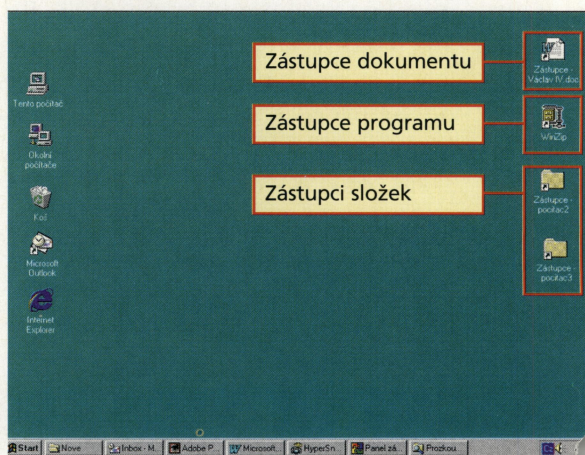 Zástupce dokumentu
Zástupce -
Václav IV.doc
Tento počítač
Zástupce programu
WinZip
Okolní
počítače
Zástupci složek
Zástupce -
pocitac2
Koš
Microsoft
Outlook
Zástupce -
pocitac3
Internet
Explorer
Start
Nove
Inbox - M...
Adobe P...
Microsoft...
HyperSn...
Panel zá...
Prozkou...